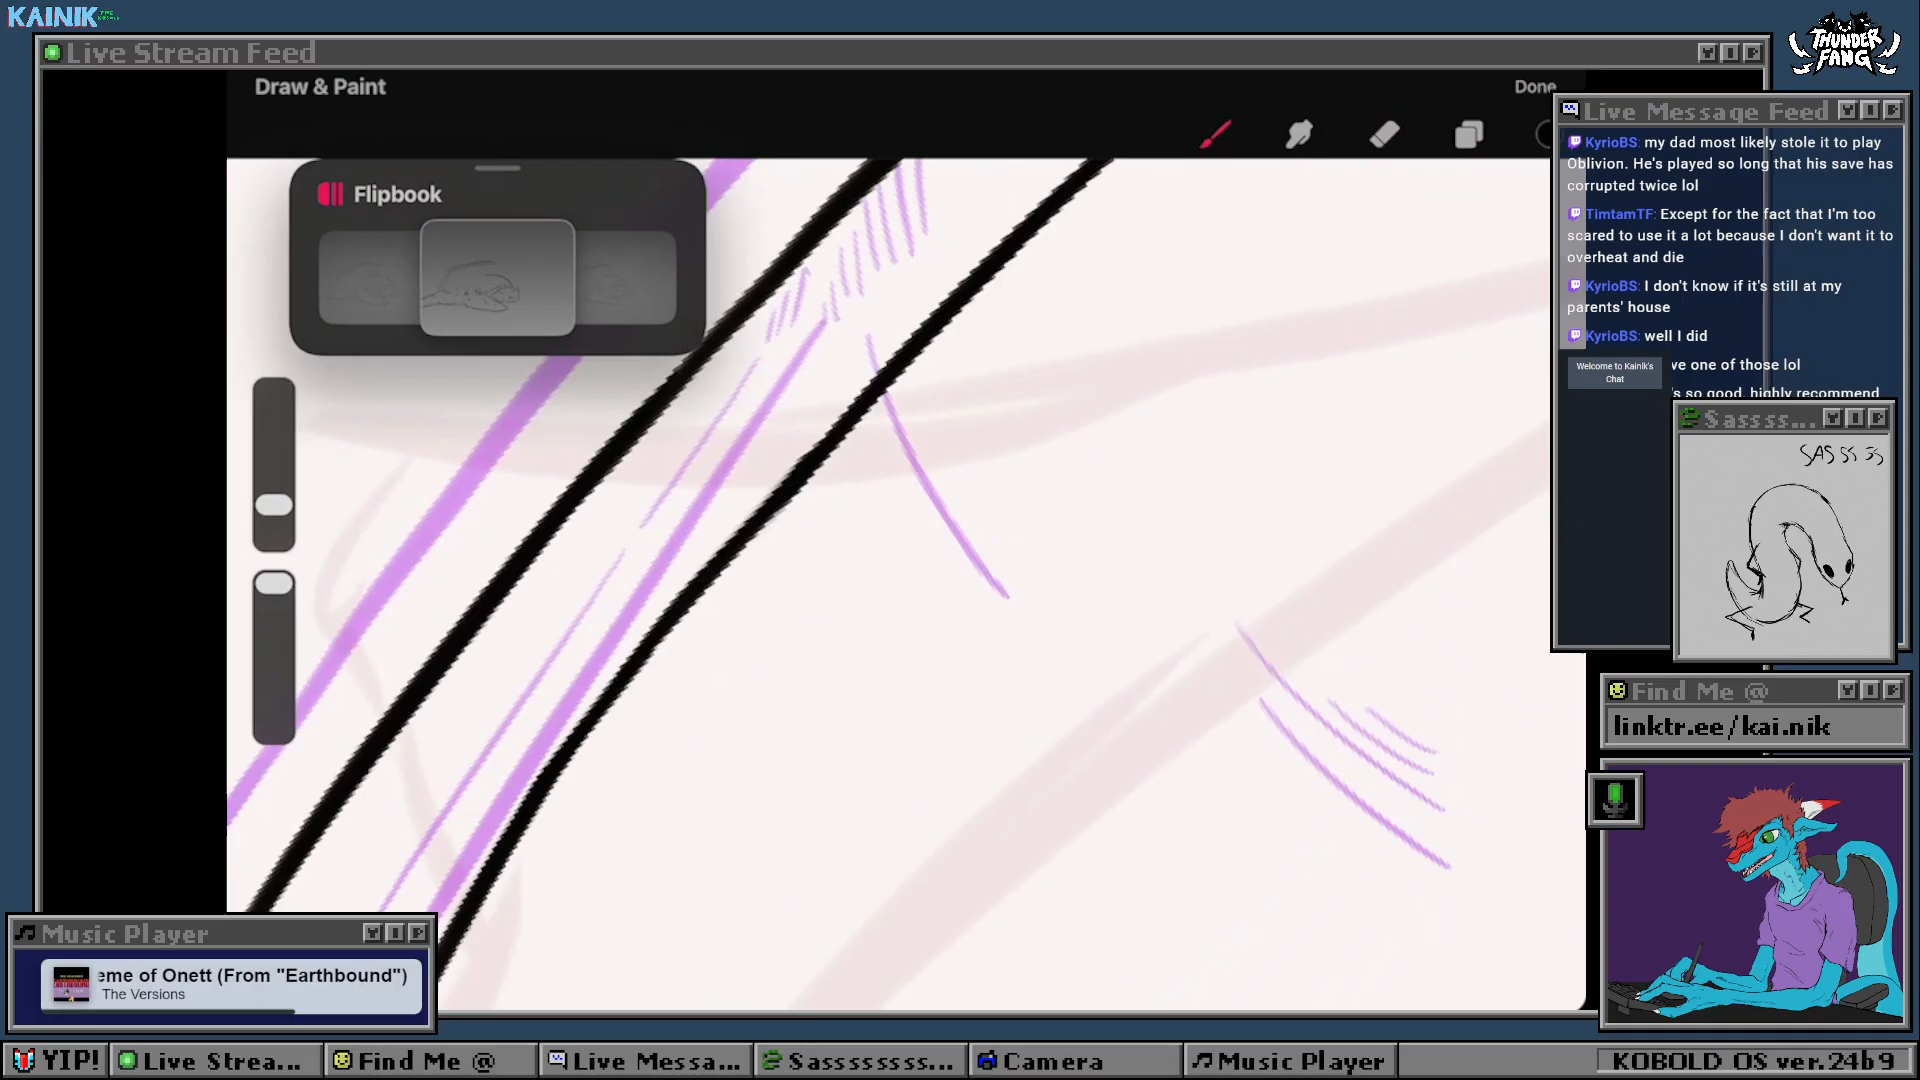 KAINIK
THUNDER
FANG
Live Stream Feed
Draw & Paint
Done
Flipbook
Live Message Feed
KyrioBS: my dad most likely stole it to play
Oblivion. He's played so long that his save has
corrupted twice lol
TimtamTF: Except for the fact that I'm too
scared to use it a lot because I don't want it to
overheat and die
KyrioBS: I don't know if it's still at my
parents' house
KyrioBS: well I did
Welcome to Kainik's
Chat
ve one of those lol
's so good, highly recommend
Sassss...
SASSSSS
Find Me @
linktr.ee/kai.nik
Music Player
eme of Onett (From "Earthbound")
The Versions
YIP!
Live Strea...
Find Me @
Live Messa...
Sassssssss...
Camera
Music Player
KOBOLD OS ver.24b9